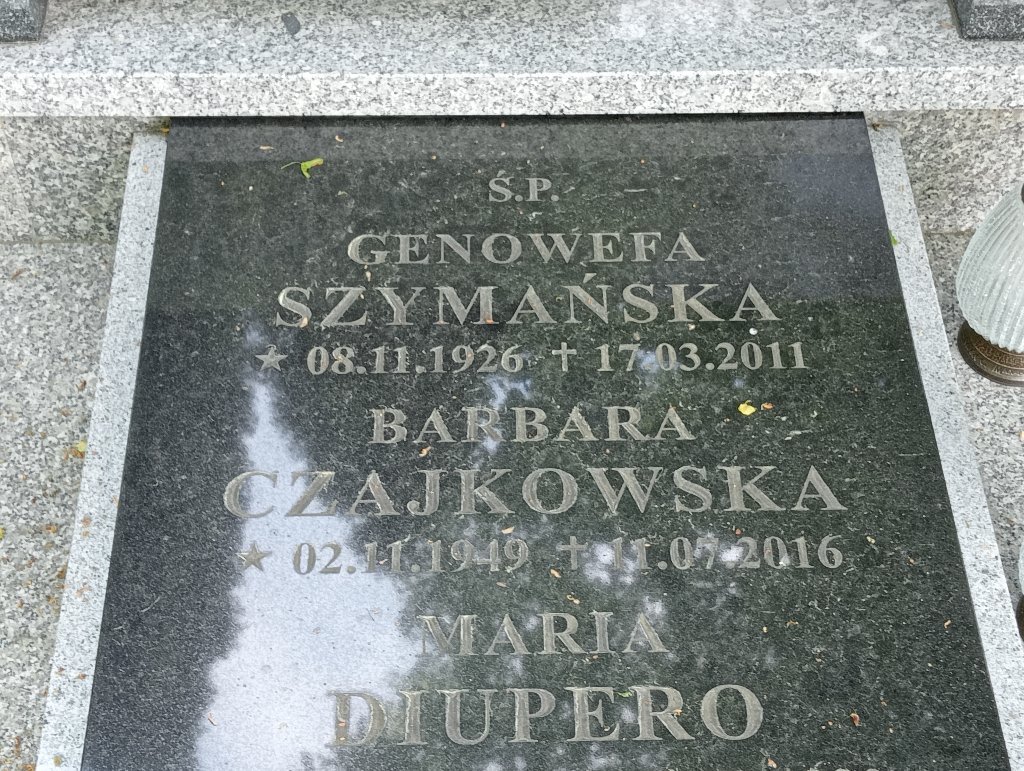 Ś.P.
GENOWEFA
SZYMAŃSKA
★ 08.11.1926 † 17.03.2011
BARBARA
CZAJKOWSKA
★ 02.11.1949 † 11.07.2016
MARIA
DIUPERO